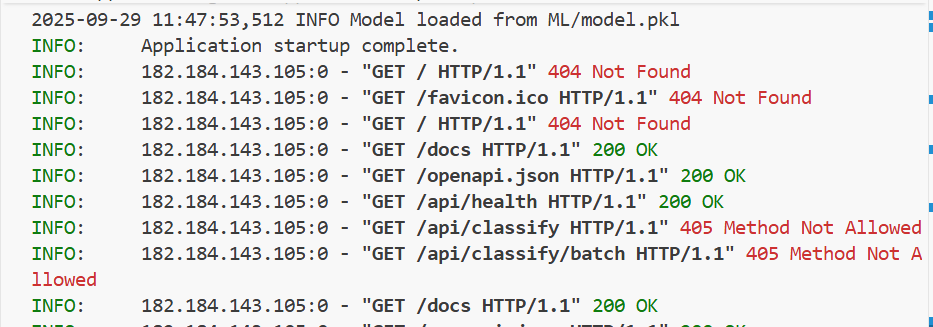 2025-09-29 11:47:53,512 INFO Model loaded from ML/model.pkl
INFO:     Application startup complete.
INFO:     182.184.143.105:0 - "GET / HTTP/1.1" 404 Not Found
INFO:     182.184.143.105:0 - "GET /favicon.ico HTTP/1.1" 404 Not Found
INFO:     182.184.143.105:0 - "GET / HTTP/1.1" 404 Not Found
INFO:     182.184.143.105:0 - "GET /docs HTTP/1.1" 200 OK
INFO:     182.184.143.105:0 - "GET /openapi.json HTTP/1.1" 200 OK
INFO:     182.184.143.105:0 - "GET /api/health HTTP/1.1" 200 OK
INFO:     182.184.143.105:0 - "GET /api/classify HTTP/1.1" 405 Method Not Allowed
INFO:     182.184.143.105:0 - "GET /api/classify/batch HTTP/1.1" 405 Method Not A
llowed
INFO:     182.184.143.105:0 - "GET /docs HTTP/1.1" 200 OK